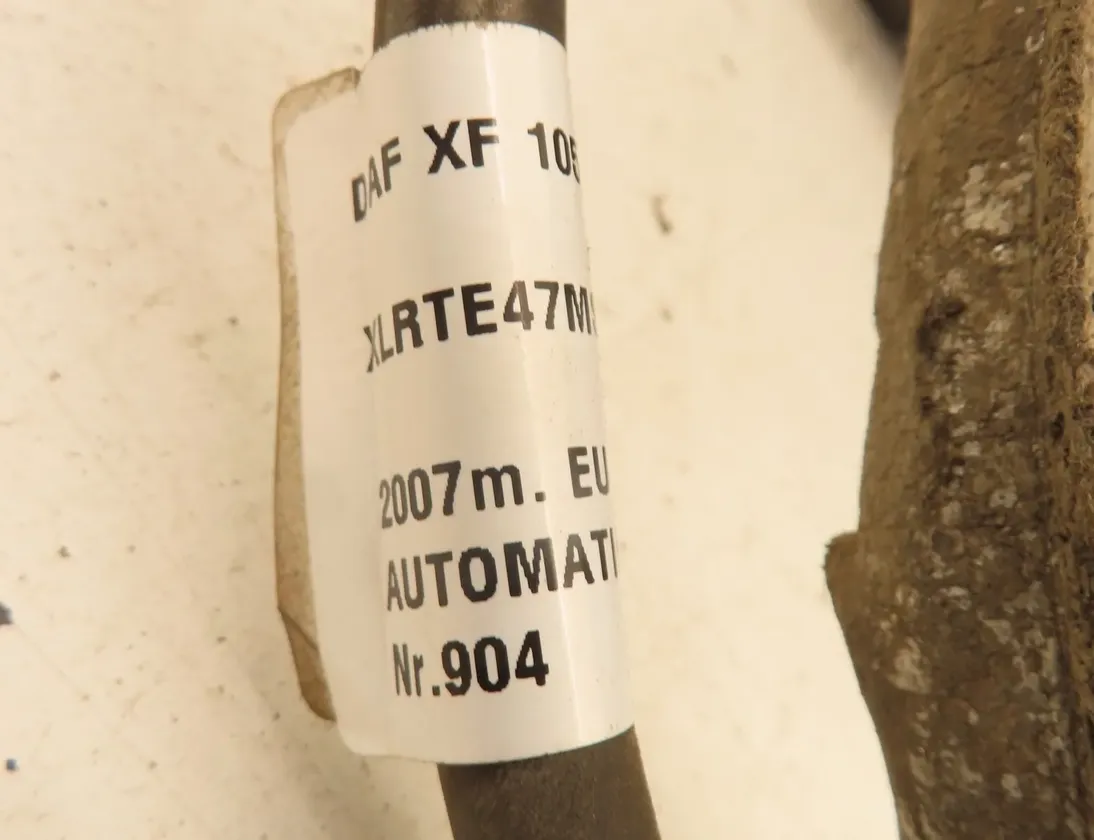 DAF XF 105
XLRTE47M
2007m. EU
AUTOMATI
Nr.904